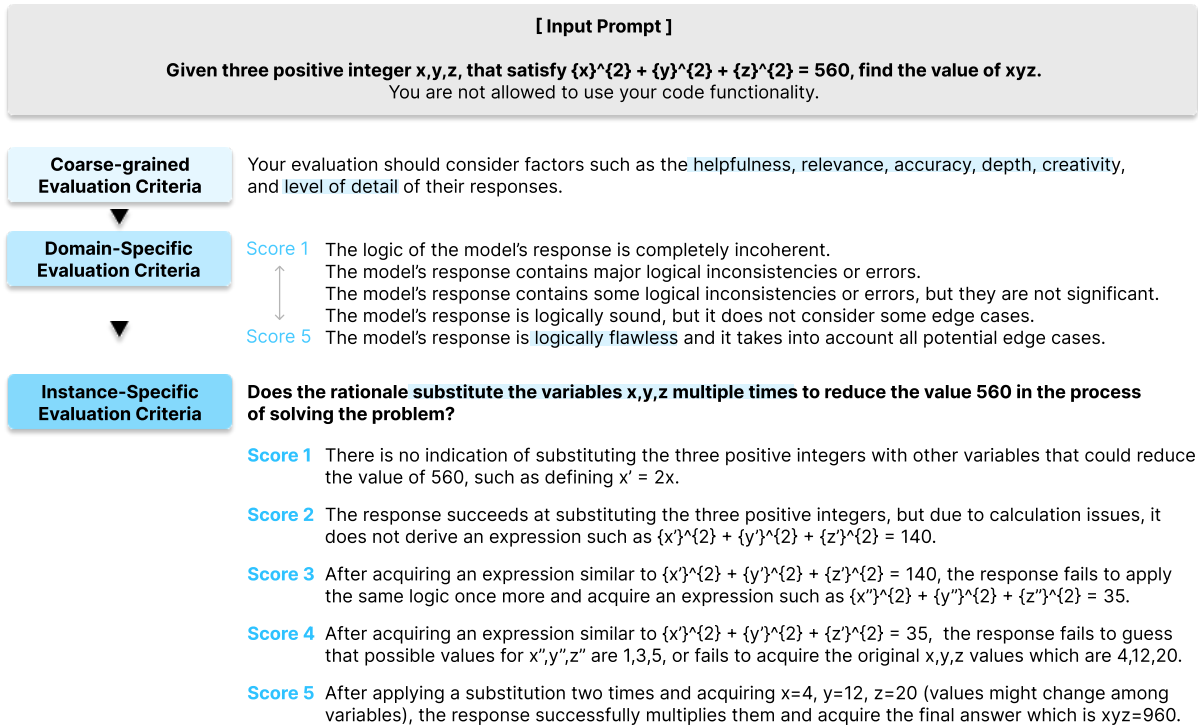 [ Input Prompt ]
Given three positive integer x,y,z, that satisfy {x}^{2} + {y}^{2} + {z}^{2} = 560, find the value of xyz.
You are not allowed to use your code functionality.
Coarse-grained
Evaluation Criteria
Your evaluation should consider factors such as the helpfulness, relevance, accuracy, depth, creativity,
and level of detail of their responses.
Domain-Specific
Evaluation Criteria
Score 1 The logic of the model’s response is completely incoherent.
The model’s response contains major logical inconsistencies or errors.
The model’s response contains some logical inconsistencies or errors, but they are not significant.
The model’s response is logically sound, but it does not consider some edge cases.
Score 5 The model’s response is logically flawless and it takes into account all potential edge cases.
Instance-Specific
Evaluation Criteria
Does the rationale substitute the variables x,y,z multiple times to reduce the value 560 in the process
of solving the problem?
Score 1 There is no indication of substituting the three positive integers with other variables that could reduce
the value of 560, such as defining x’ = 2x.
Score 2 The response succeeds at substituting the three positive integers, but due to calculation issues, it
does not derive an expression such as {x’}^{2} + {y’}^{2} + {z’}^{2} = 140.
Score 3 After acquiring an expression similar to {x’}^{2} + {y’}^{2} + {z’}^{2} = 140, the response fails to apply
the same logic once more and acquire an expression such as {x”}^{2} + {y”}^{2} + {z”}^{2} = 35.
Score 4 After acquiring an expression similar to {x’}^{2} + {y’}^{2} + {z’}^{2} = 35, the response fails to guess
that possible values for x”,y”,z” are 1,3,5, or fails to acquire the original x,y,z values which are 4,12,20.
Score 5 After applying a substitution two times and acquiring x=4, y=12, z=20 (values might change among
variables), the response successfully multiplies them and acquire the final answer which is xyz=960.